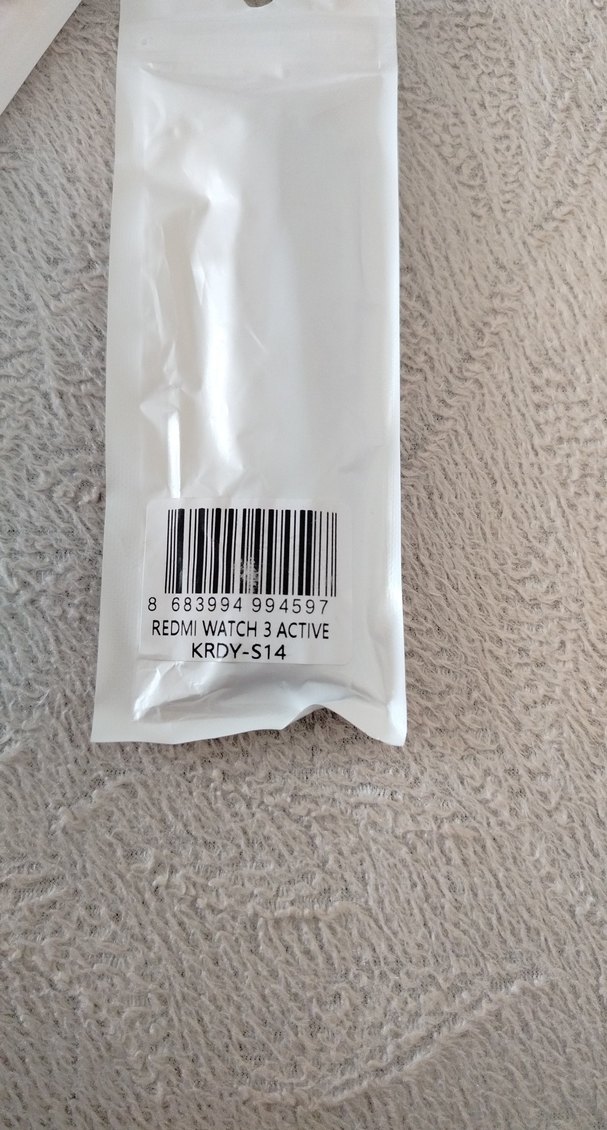 8 683994 994597
REDMI WATCH 3 ACTIVE
KRDY-S14